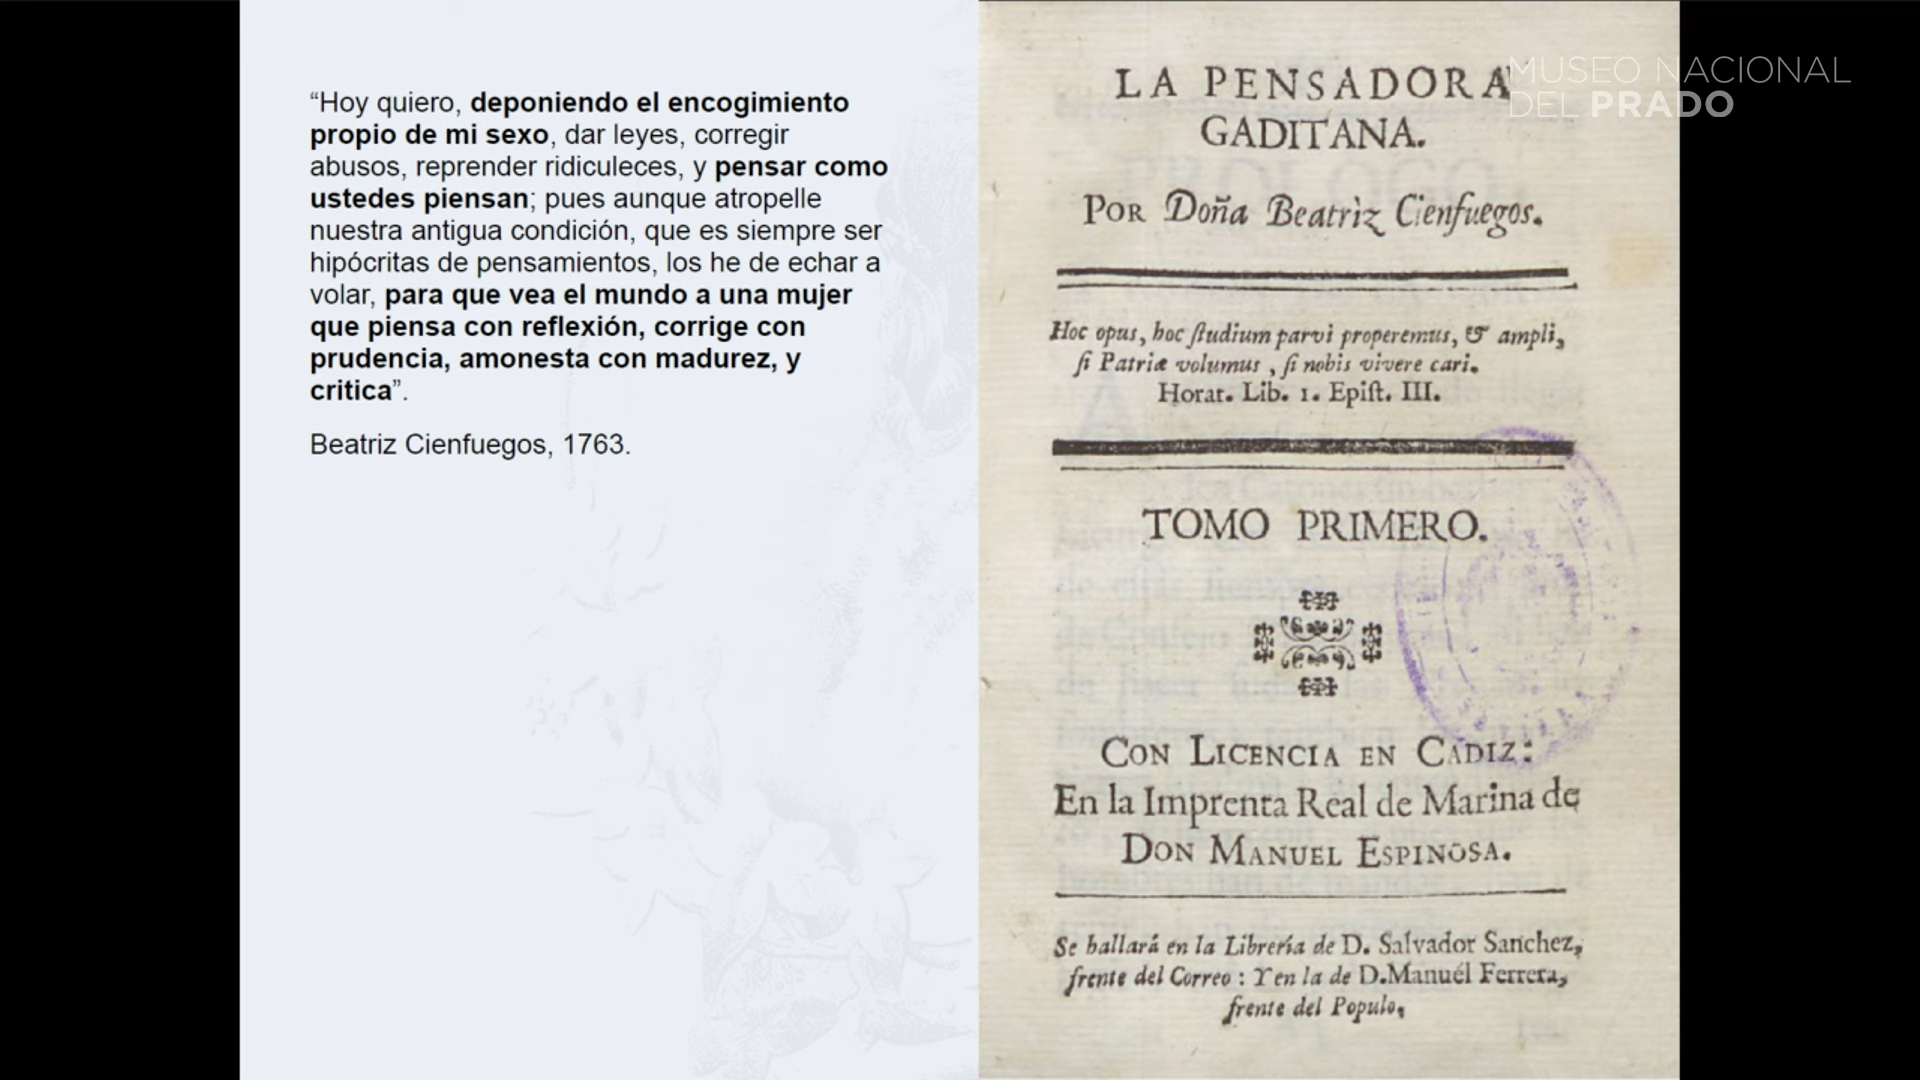 “Hoy quiero, deponiendo el encogimiento
propio de mi sexo, dar leyes, corregir
abusos, reprender ridiculeces, y pensar como
ustedes piensan; pues aunque atropelle
nuestra antigua condición, que es siempre ser
hipócritas de pensamientos, los he de echar a
volar, para que vea el mundo a una mujer
que piensa con reflexión, corrige con
prudencia, amonesta con madurez, y
critica”.
Beatriz Cienfuegos, 1763.
MUSEO NACIONAL
DEL PRADO
LA PENSADORA
GADITANA.
POR Doña Beatrìz Cienfuegos.
Hoc opus, hoc ſtudium parvi properemus, & ampli,
ſi Patriæ volumus, ſi nobis vivere cari.
Horat. Lib. 1. Epiſt. III.
TOMO PRIMERO.
CON LICENCIA EN CADIZ:
En la Imprenta Real de Marina de
DON MANUEL ESPINOSA.
Se hallará en la Librería de D. Salvador Sanchez,
frente del Correo: Y en la de D. Manuél Ferrera,
frente del Populo.